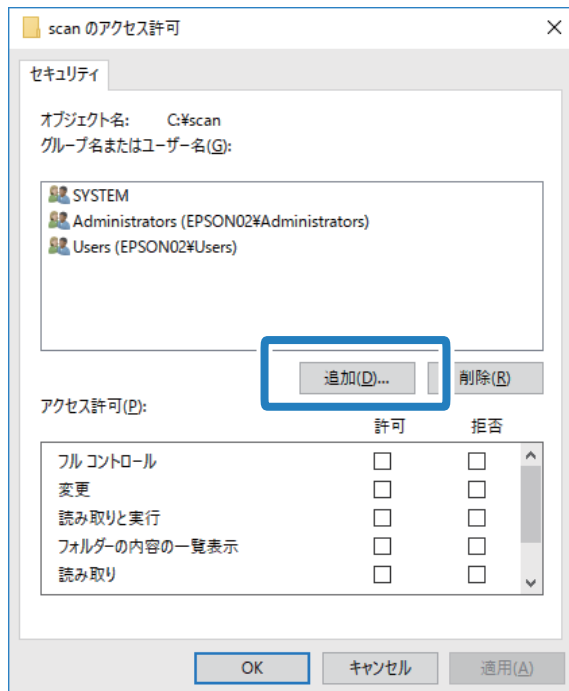 scan のアクセス許可
セキュリティ
オブジェクト名: C:¥scan
グループ名またはユーザー名(G):
SYSTEM
Administrators (EPSON02¥Administrators)
Users (EPSON02¥Users)
追加(D)... 削除(R)
アクセス許可(P): 許可 拒否
フル コントロール
変更
読み取りと実行
フォルダーの内容の一覧表示
読み取り
OK キャンセル 適用(A)